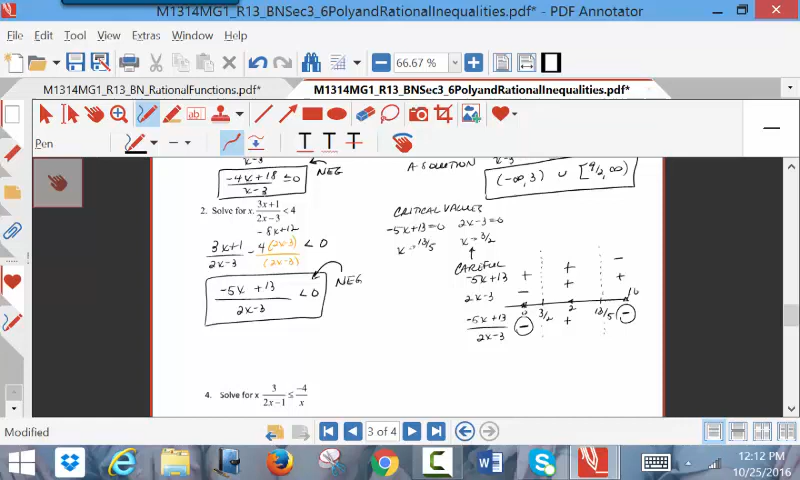 M1314MG1_R13_BNSec3_6PolyandRationalInequalities.pdf* - PDF Annotator
File Edit Tool View Extras Window Help
66.67 %
M1314MG1_R13_BN_RationalFunctions.pdf* M1314MG1_R13_BNSec3_6PolyandRationalInequalities.pdf*
Pen
x-3
-4x+18 / x-3 ≤0
NEG
A SOLUTION
x-3
(-∞,3) ∪ [9/2,∞)
2. Solve for x. 3x+1 / 2x-3 < 4
-8x+12
3x+1 / 2x-3 - 4(2x-3) / (2x-3) < 0
-5x+13 / 2x-3 < 0
NEG
CRITICAL VALUES
-5x+13=0 2x-3=0
x=13/5 x=3/2
CAREFUL
-5x+13 + + -
2x-3 - + +
0 3/2 2 13/5 10
-5x+13 / 2x-3 - + -
4. Solve for x 3 / 2x-1 ≤ -4 / x
Modified
3 of 4
12:12 PM
10/25/2016